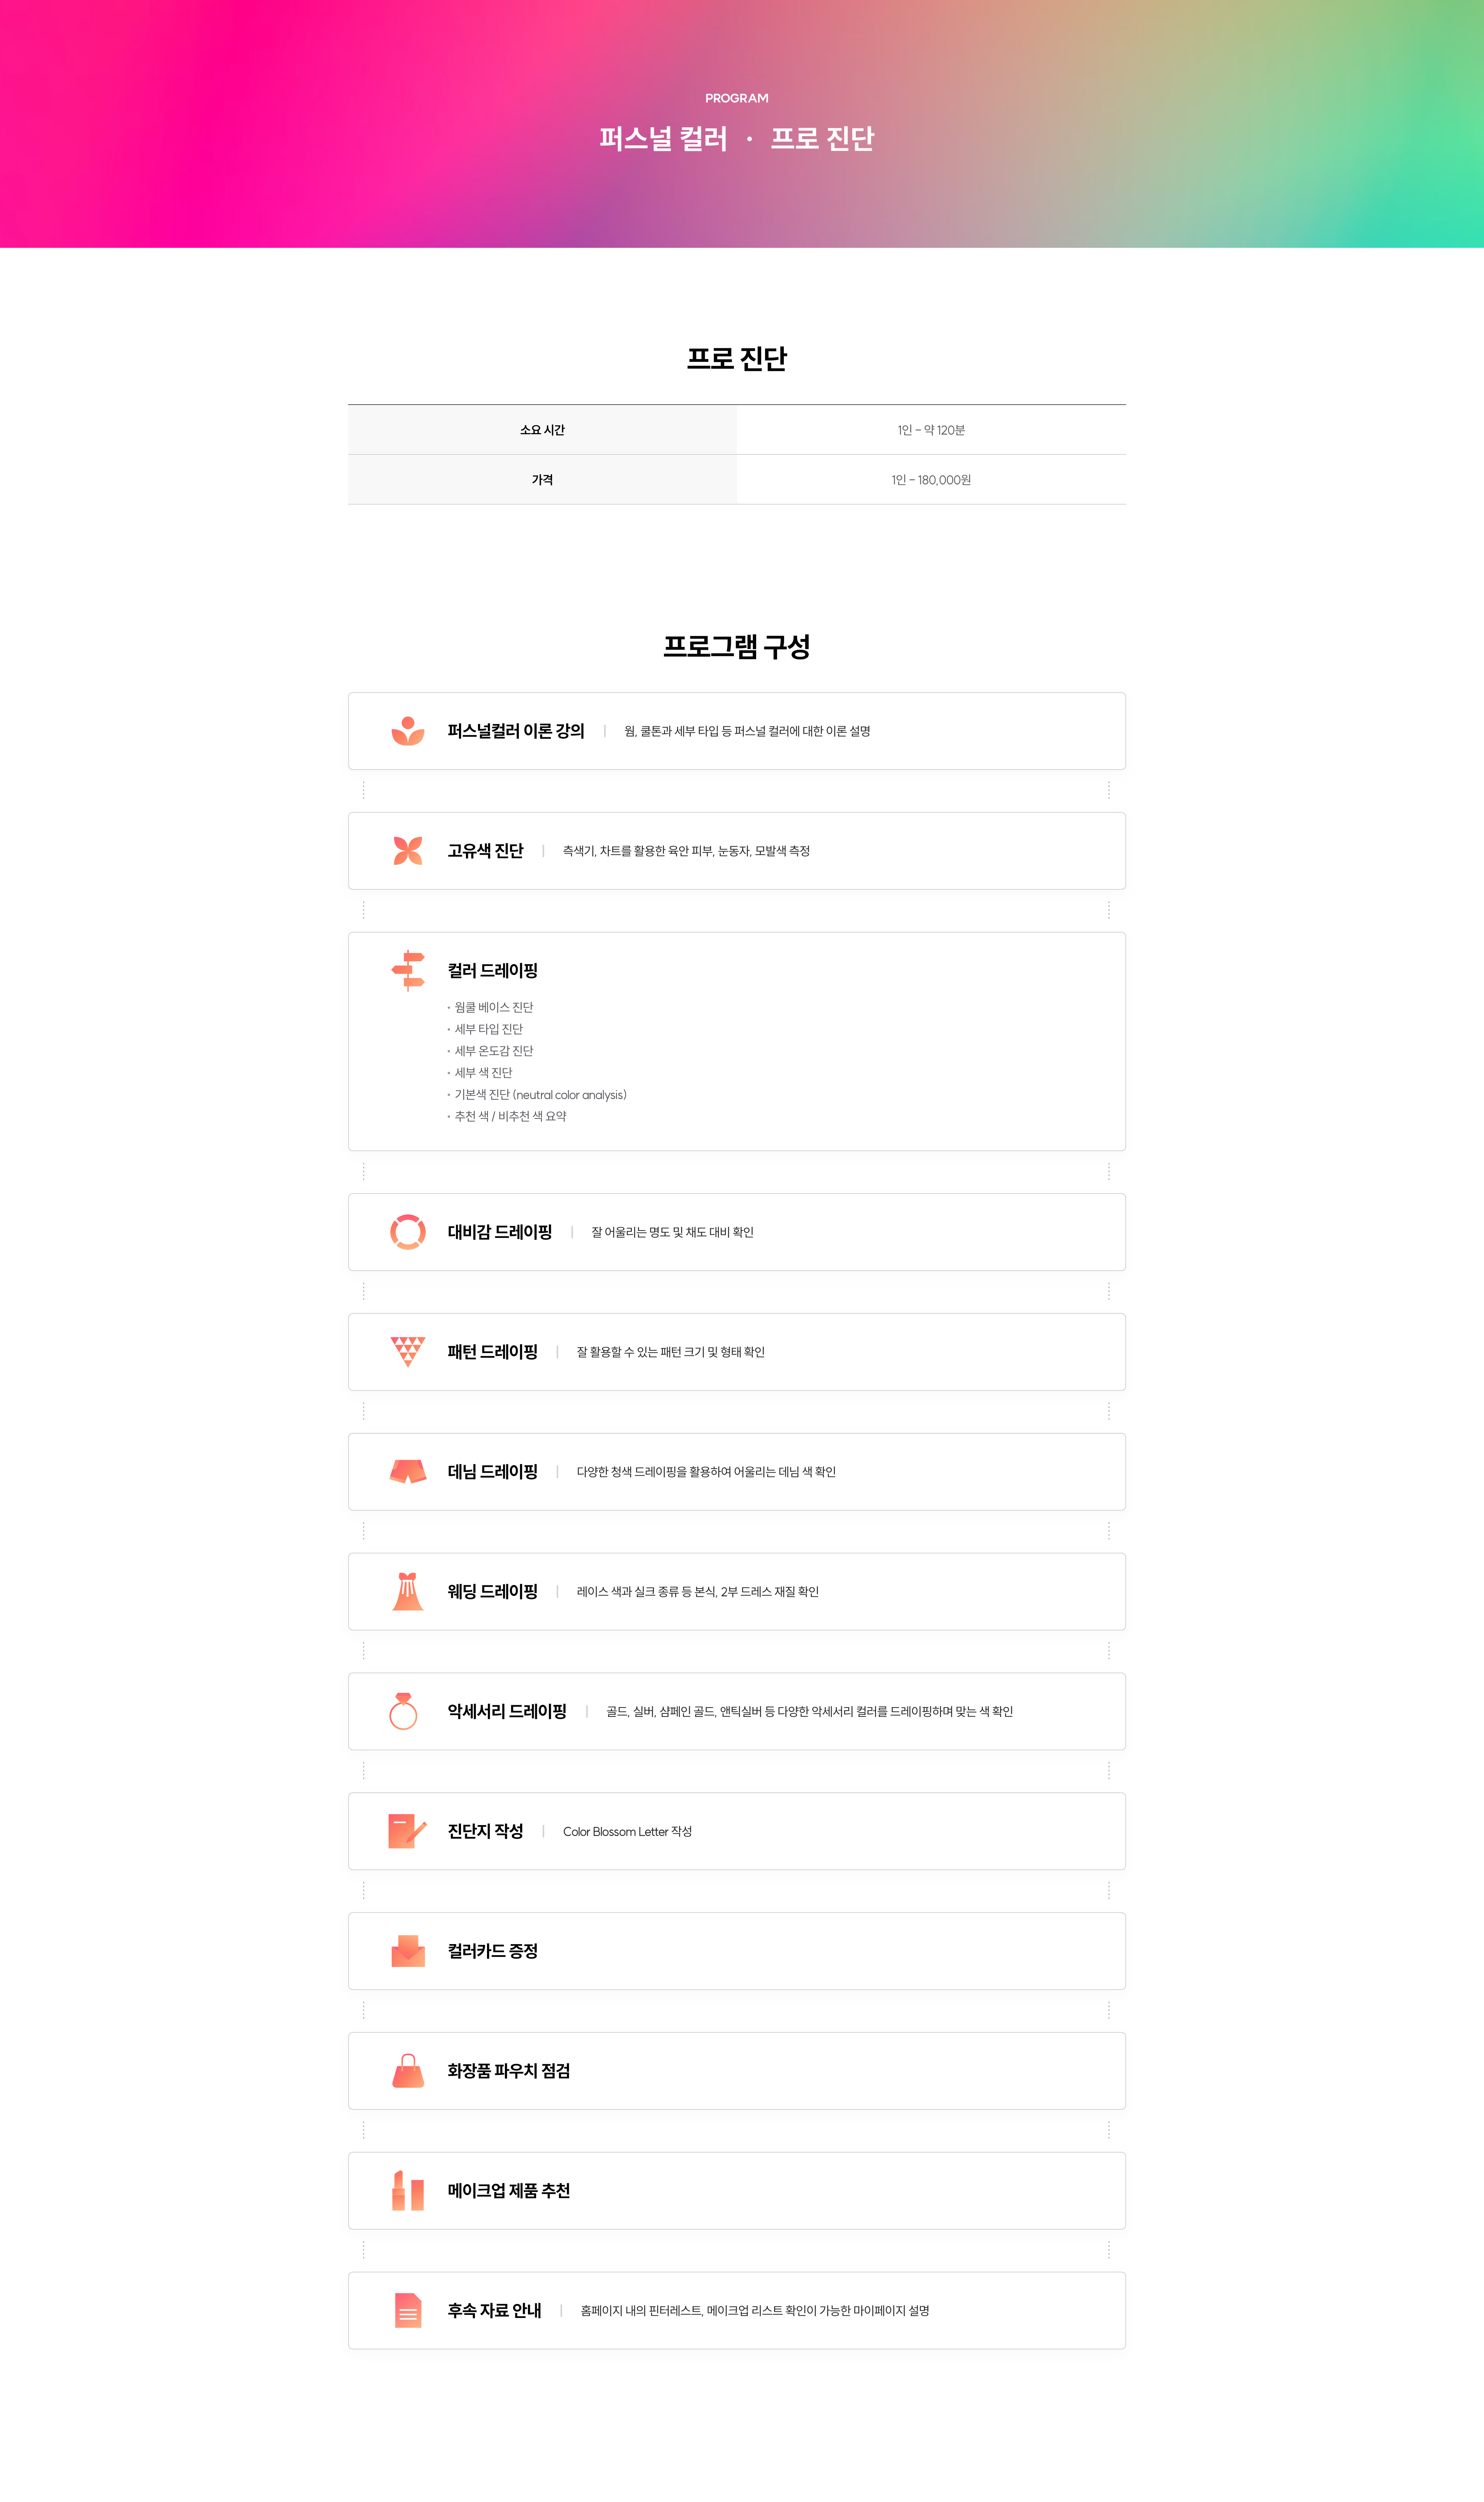 PROGRAM
퍼스널 컬러 · 프로 진단
프로 진단
소요 시간 1인 - 약 120분
가격 1인 - 180,000원
프로그램 구성
퍼스널컬러 이론 강의 | 웜, 쿨톤과 세부 타입 등 퍼스널 컬러에 대한 이론 설명
고유색 진단 | 측색기, 차트를 활용한 육안 피부, 눈동자, 모발색 측정
컬러 드레이핑
· 웜쿨 베이스 진단
· 세부 타입 진단
· 세부 온도감 진단
· 세부 색 진단
· 기본색 진단 (neutral color analysis)
· 추천 색 / 비추천 색 요약
대비감 드레이핑 | 잘 어울리는 명도 및 채도 대비 확인
패턴 드레이핑 | 잘 활용할 수 있는 패턴 크기 및 형태 확인
데님 드레이핑 | 다양한 청색 드레이핑을 활용하여 어울리는 데님 색 확인
웨딩 드레이핑 | 레이스 색과 실크 종류 등 본식, 2부 드레스 재질 확인
악세서리 드레이핑 | 골드, 실버, 샴페인 골드, 앤틱실버 등 다양한 악세서리 컬러를 드레이핑하며 맞는 색 확인
진단지 작성 | Color Blossom Letter 작성
컬러카드 증정
화장품 파우치 점검
메이크업 제품 추천
후속 자료 안내 | 홈페이지 내의 핀터레스트, 메이크업 리스트 확인이 가능한 마이페이지 설명